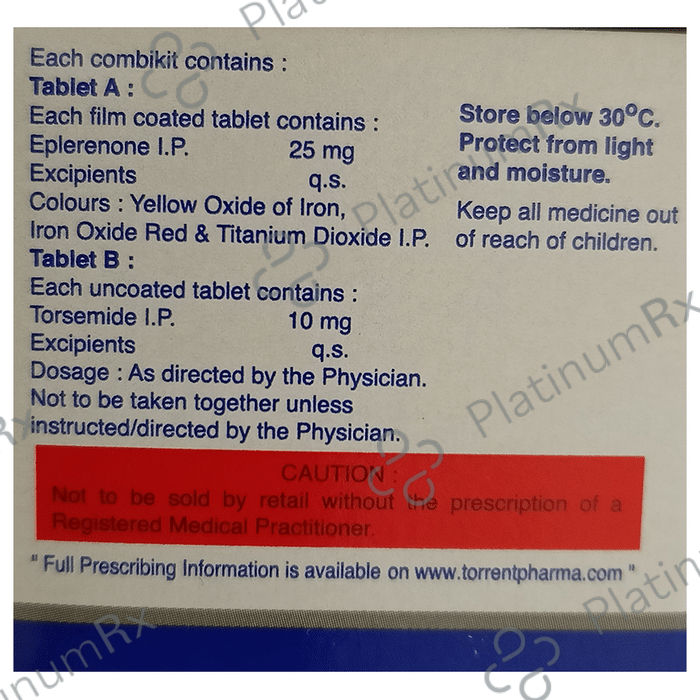 Each combikit contains :
Tablet A :
Each film coated tablet contains :
Eplerenone I.P. 25 mg
Excipients q.s.
Colours : Yellow Oxide of Iron,
Iron Oxide Red & Titanium Dioxide I.P.
Tablet B :
Each uncoated tablet contains :
Torsemide I.P. 10 mg
Excipients q.s.
Dosage : As directed by the Physician.
Not to be taken together unless
instructed/directed by the Physician.
Store below 30°C.
Protect from light
and moisture.
Keep all medicine out
of reach of children.
CAUTION :
Not to be sold by retail without the prescription of a
Registered Medical Practitioner.
" Full Prescribing Information is available on www.torrentpharma.com "
PlatinumRx
PlatinumRx
PlatinumRx
PlatinumRx